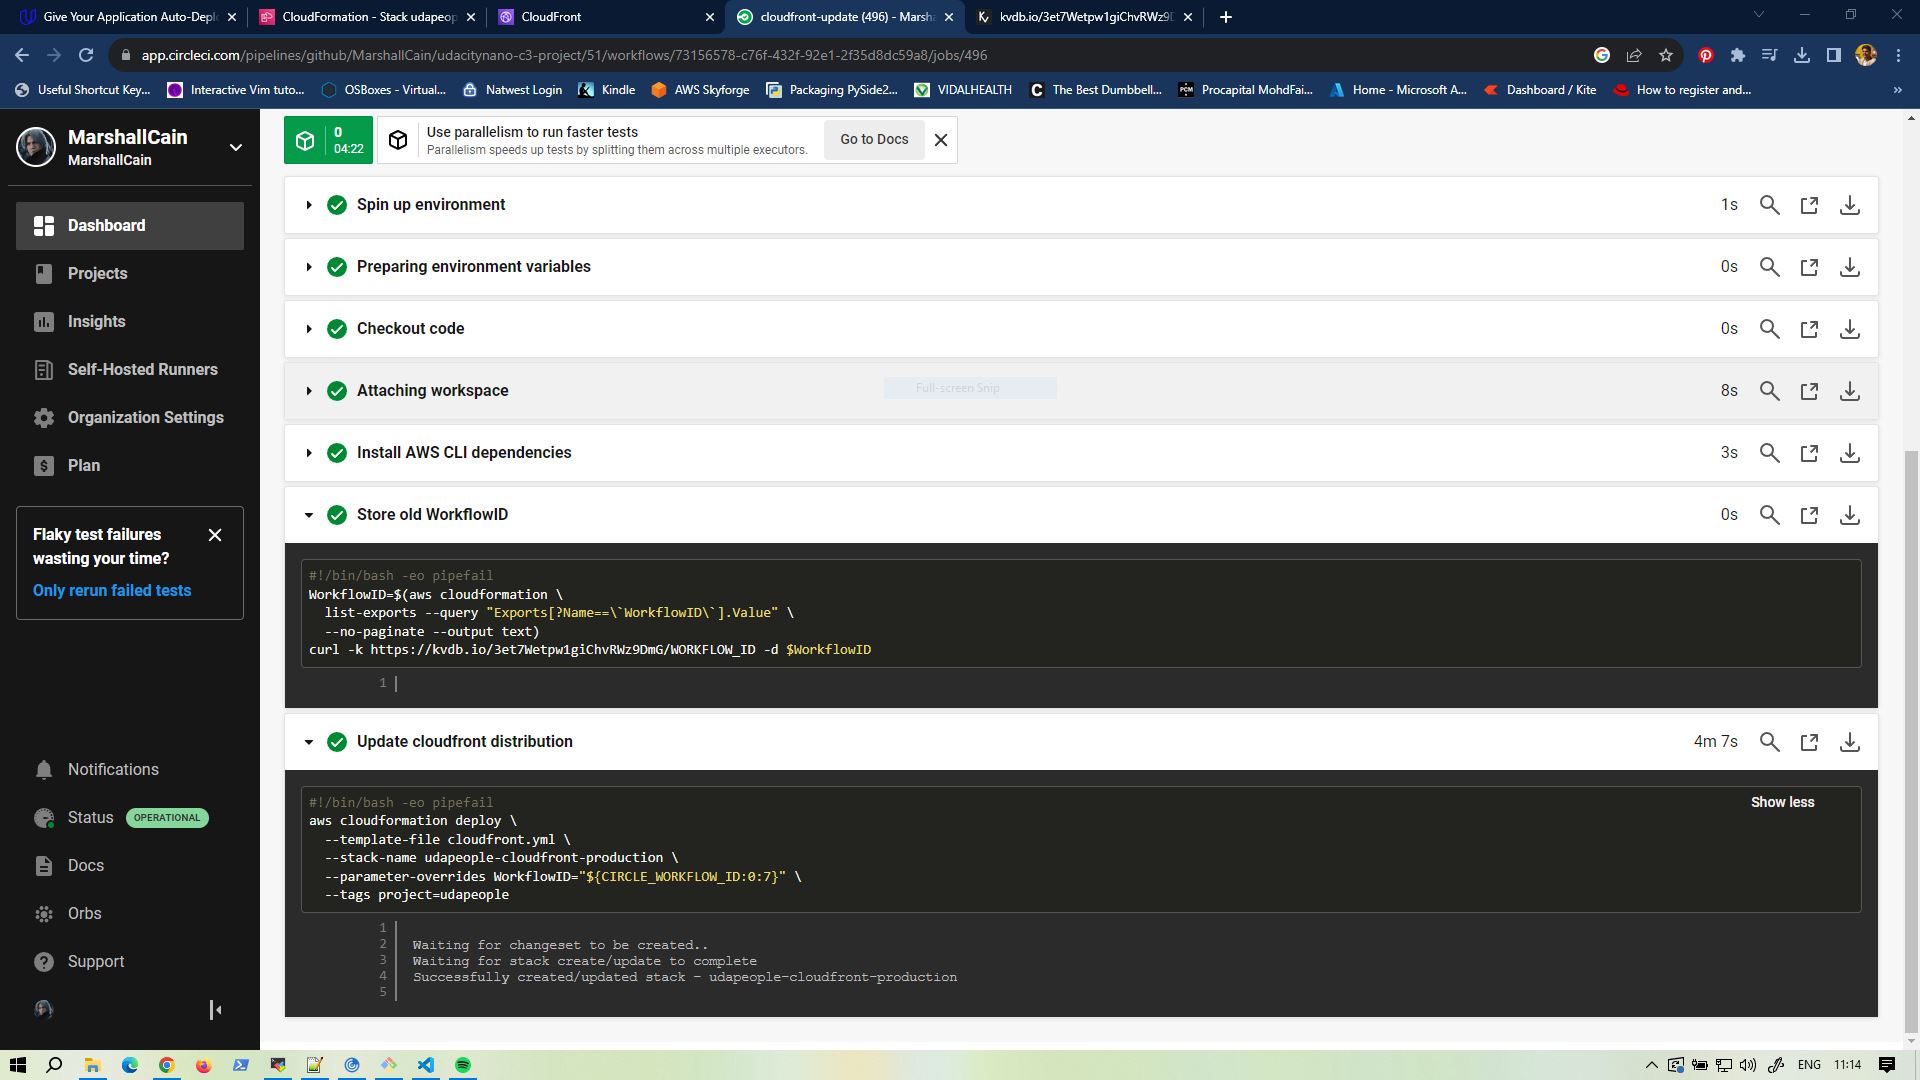 Give Your Application Auto-Deplo
CloudFormation - Stack udapeop
CloudFront
cloudfront-update (496) - Marsha
kvdb.io/3et7Wetpw1giChvRWz9D
app.circleci.com/pipelines/github/MarshallCain/udacitynano-c3-project/51/workflows/73156578-c76f-432f-92e1-2f35d8dc59a8/jobs/496
Useful Shortcut Key...
Interactive Vim tuto...
OSBoxes - Virtual...
Natwest Login
Kindle
AWS Skyforge
Packaging PySide2...
VIDALHEALTH
The Best Dumbbell...
Procapital MohdFai...
Home - Microsoft A...
Dashboard / Kite
How to register and...
»
MarshallCain
MarshallCain
Dashboard
Projects
Insights
Self-Hosted Runners
Organization Settings
Plan
Flaky test failures
wasting your time?
Only rerun failed tests
Notifications
Status OPERATIONAL
Docs
Orbs
Support
0
04:22
Use parallelism to run faster tests
Parallelism speeds up tests by splitting them across multiple executors.
Go to Docs
Spin up environment 1s
Preparing environment variables 0s
Checkout code 0s
Attaching workspace 8s
Full-screen Snip
Install AWS CLI dependencies 3s
Store old WorkflowID 0s
#!/bin/bash -eo pipefail
WorkflowID=$(aws cloudformation \
list-exports --query "Exports[?Name==\`WorkflowID\`].Value" \
--no-paginate --output text)
curl -k https://kvdb.io/3et7Wetpw1giChvRWz9DmG/WORKFLOW_ID -d $WorkflowID
1
Update cloudfront distribution 4m 7s
#!/bin/bash -eo pipefail
Show less
aws cloudformation deploy \
--template-file cloudfront.yml \
--stack-name udapeople-cloudfront-production \
--parameter-overrides WorkflowID="${CIRCLE_WORKFLOW_ID:0:7}" \
--tags project=udapeople
1
2 Waiting for changeset to be created..
3 Waiting for stack create/update to complete
4 Successfully created/updated stack - udapeople-cloudfront-production
5
ENG 11:14